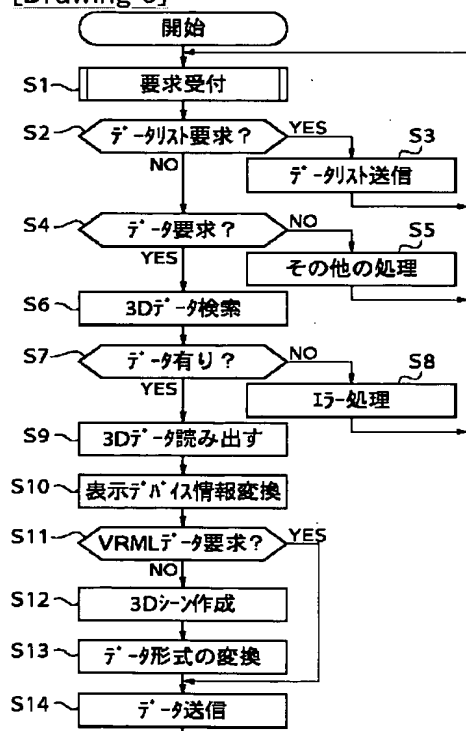 開始
S1 要求受付
S2 データリスト要求? YES S3
NO データリスト送信
S4 データ要求? NO S5
YES その他の処理
S6 3Dデータ検索
S7 データ有り? NO S8
YES エラー処理
S9 3Dデータ読み出す
S10 表示デバイス情報変換
S11 VRMLデータ要求? YES
NO
S12 3Dシーン作成
S13 データ形式の変換
S14 データ送信